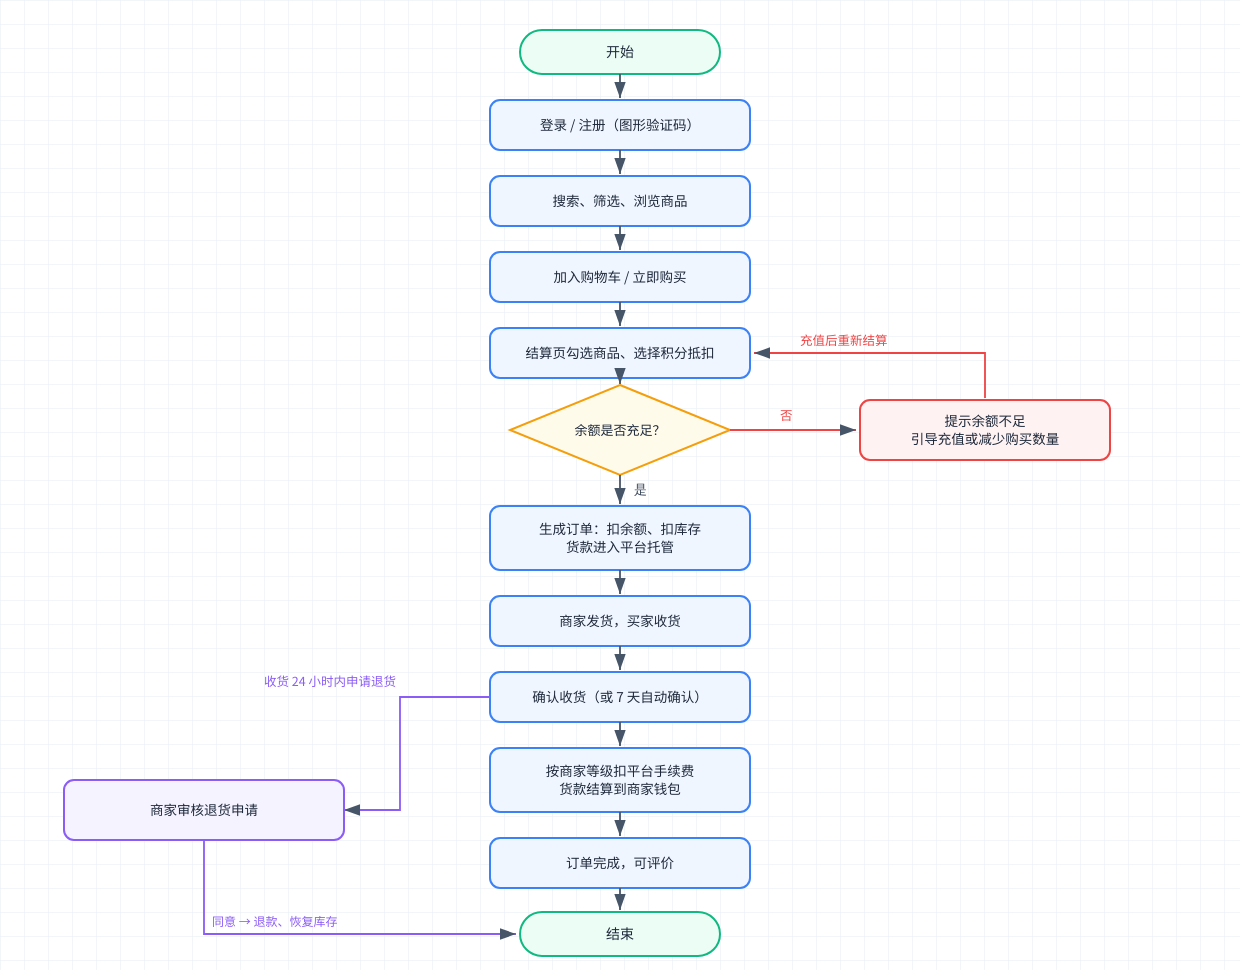 开始
登录 / 注册（图形验证码）
搜索、筛选、浏览商品
加入购物车 / 立即购买
充值后重新结算
结算页勾选商品、选择积分抵扣
否
提示余额不足
引导充值或减少购买数量
余额是否充足？
是
生成订单：扣余额、扣库存
货款进入平台托管
商家发货，买家收货
收货 24 小时内申请退货
确认收货（或 7 天自动确认）
按商家等级扣平台手续费
货款结算到商家钱包
商家审核退货申请
订单完成，可评价
同意 → 退款、恢复库存
结束